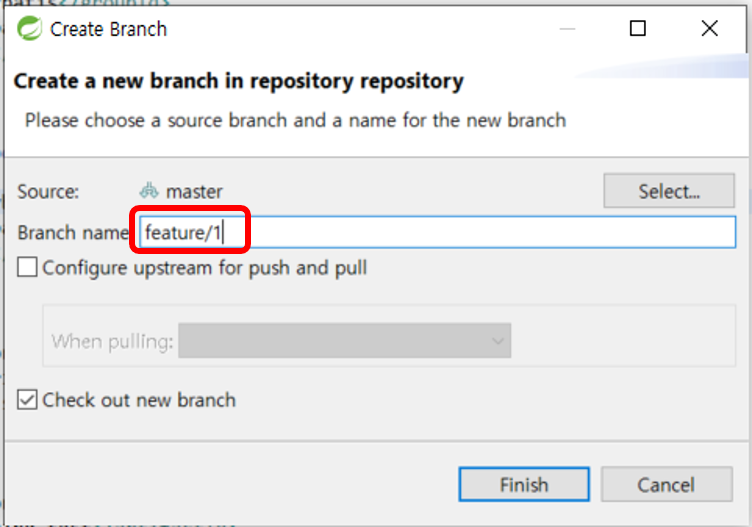 Create Branch
Create a new branch in repository repository
Please choose a source branch and a name for the new branch
Source: master Select...
Branch name feature/1
Configure upstream for push and pull
When pulling:
Check out new branch
Finish Cancel